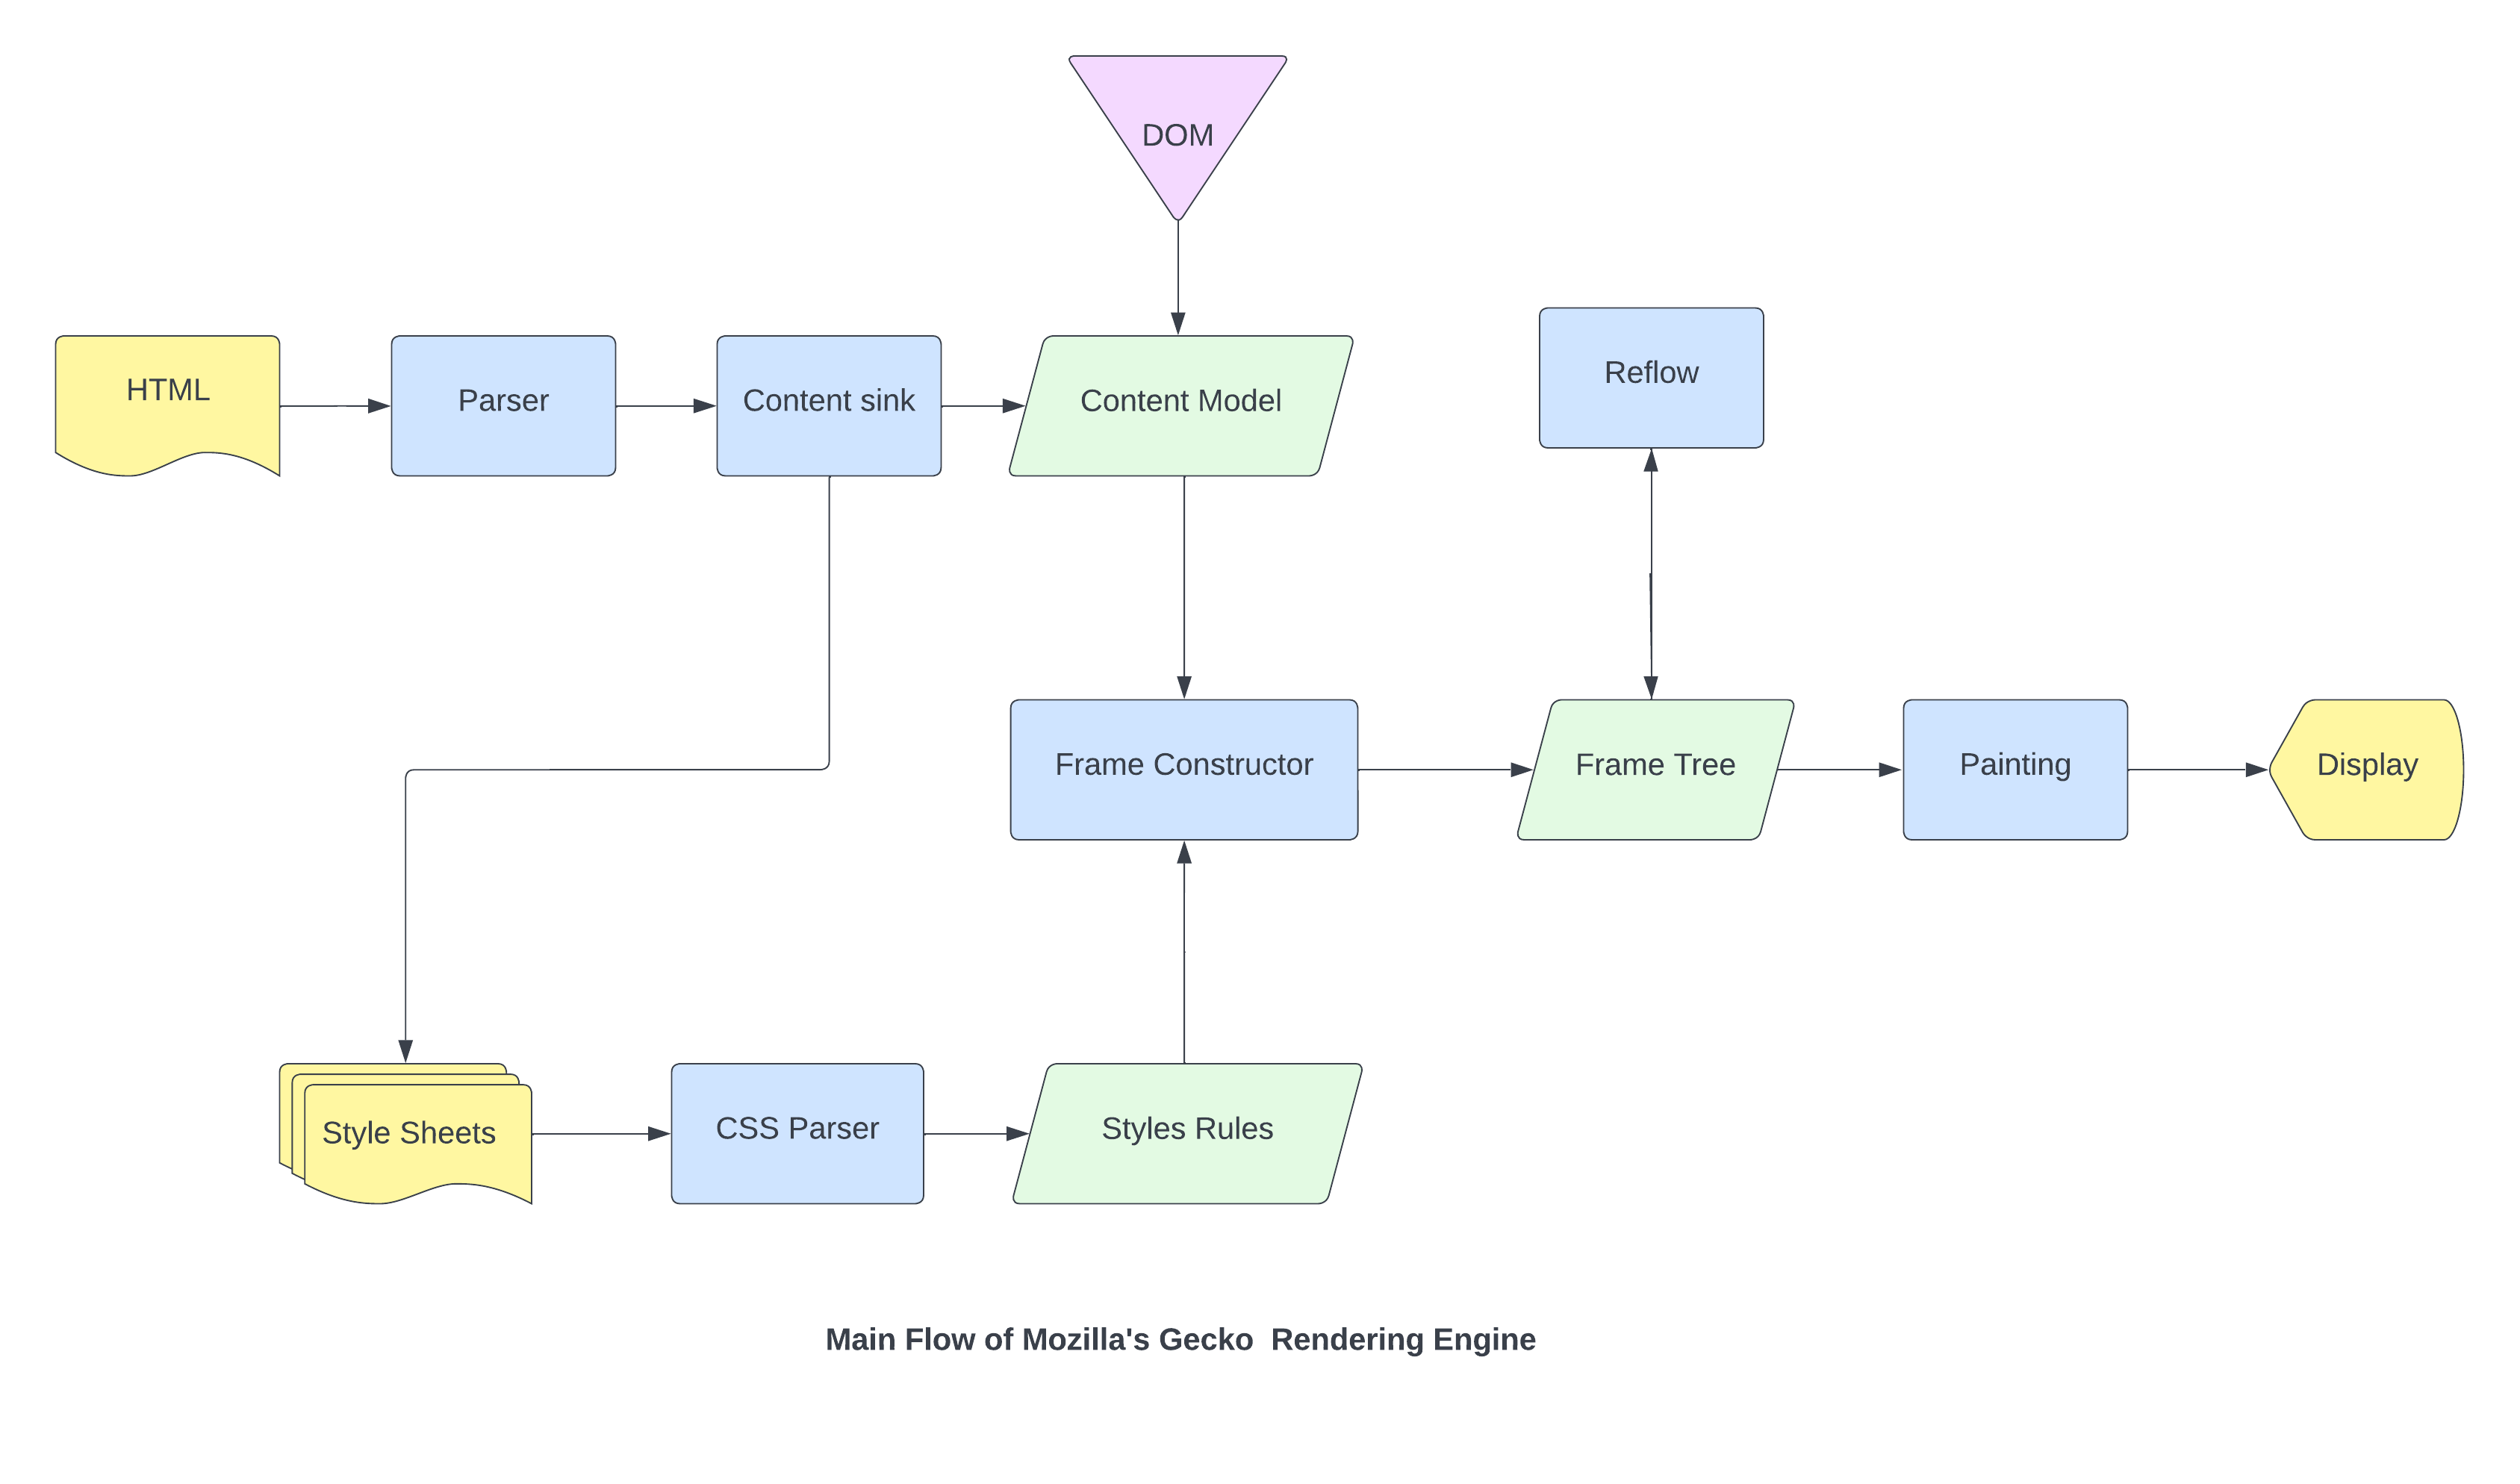 DOM
HTML
Parser
Content sink
Content Model
Reflow
Frame Constructor
Frame Tree
Painting
Display
Style Sheets
CSS Parser
Styles Rules
Main Flow of Mozilla's Gecko  Rendering Engine